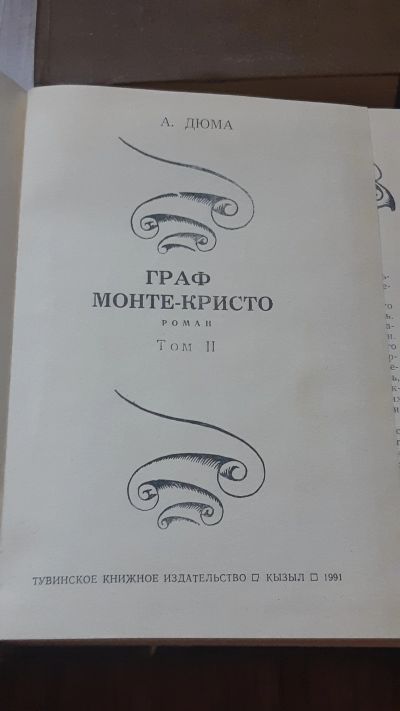 А. ДЮМА
ГРАФ
МОНТЕ-КРИСТО
РОМАН
Том II
ТУВИНСКОЕ КНИЖНОЕ ИЗДАТЕЛЬСТВО □ КЫЗЫЛ □ 1991